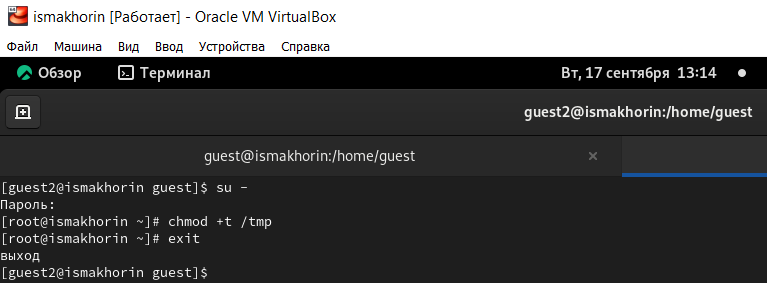 ismakhorin [Работает] - Oracle VM VirtualBox
Файл Машина Вид Ввод Устройства Справка
Обзор Терминал Вт, 17 сентября 13:14
guest2@ismakhorin:/home/guest
guest@ismakhorin:/home/guest ×
[guest2@ismakhorin guest]$ su -
Пароль:
[root@ismakhorin ~]# chmod +t /tmp
[root@ismakhorin ~]# exit
выход
[guest2@ismakhorin guest]$